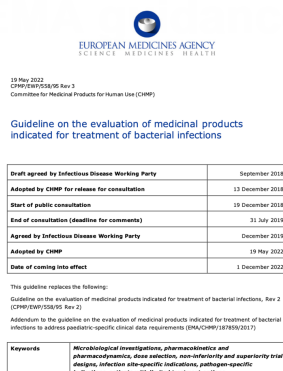 EUROPEAN MEDICINES AGENCY
SCIENCE MEDICINES HEALTH
19 May 2022
CPMP/EWP/558/95 Rev 3
Committee for Medicinal Products for Human Use (CHMP)
Guideline on the evaluation of medicinal products
indicated for treatment of bacterial infections
Draft agreed by Infectious Disease Working Party September 2018
Adopted by CHMP for release for consultation 13 December 2018
Start of public consultation 19 December 2018
End of consultation (deadline for comments) 31 July 2019
Agreed by Infectious Disease Working Party December 2019
Adopted by CHMP 19 May 2022
Date of coming into effect 1 December 2022
This guideline replaces the following:
Guideline on the evaluation of medicinal products indicated for treatment of bacterial infections, Rev 2
(CPMP/EWP/558/95 Rev 2)
Addendum to the guideline on the evaluation of medicinal products indicated for treatment of bacterial
infections to address paediatric-specific clinical data requirements (EMA/CHMP/187859/2017)
Keywords Microbiological investigations, pharmacokinetics and
pharmacodynamics, dose selection, non-inferiority and superiority trial
designs, infection site-specific indications, pathogen-specific